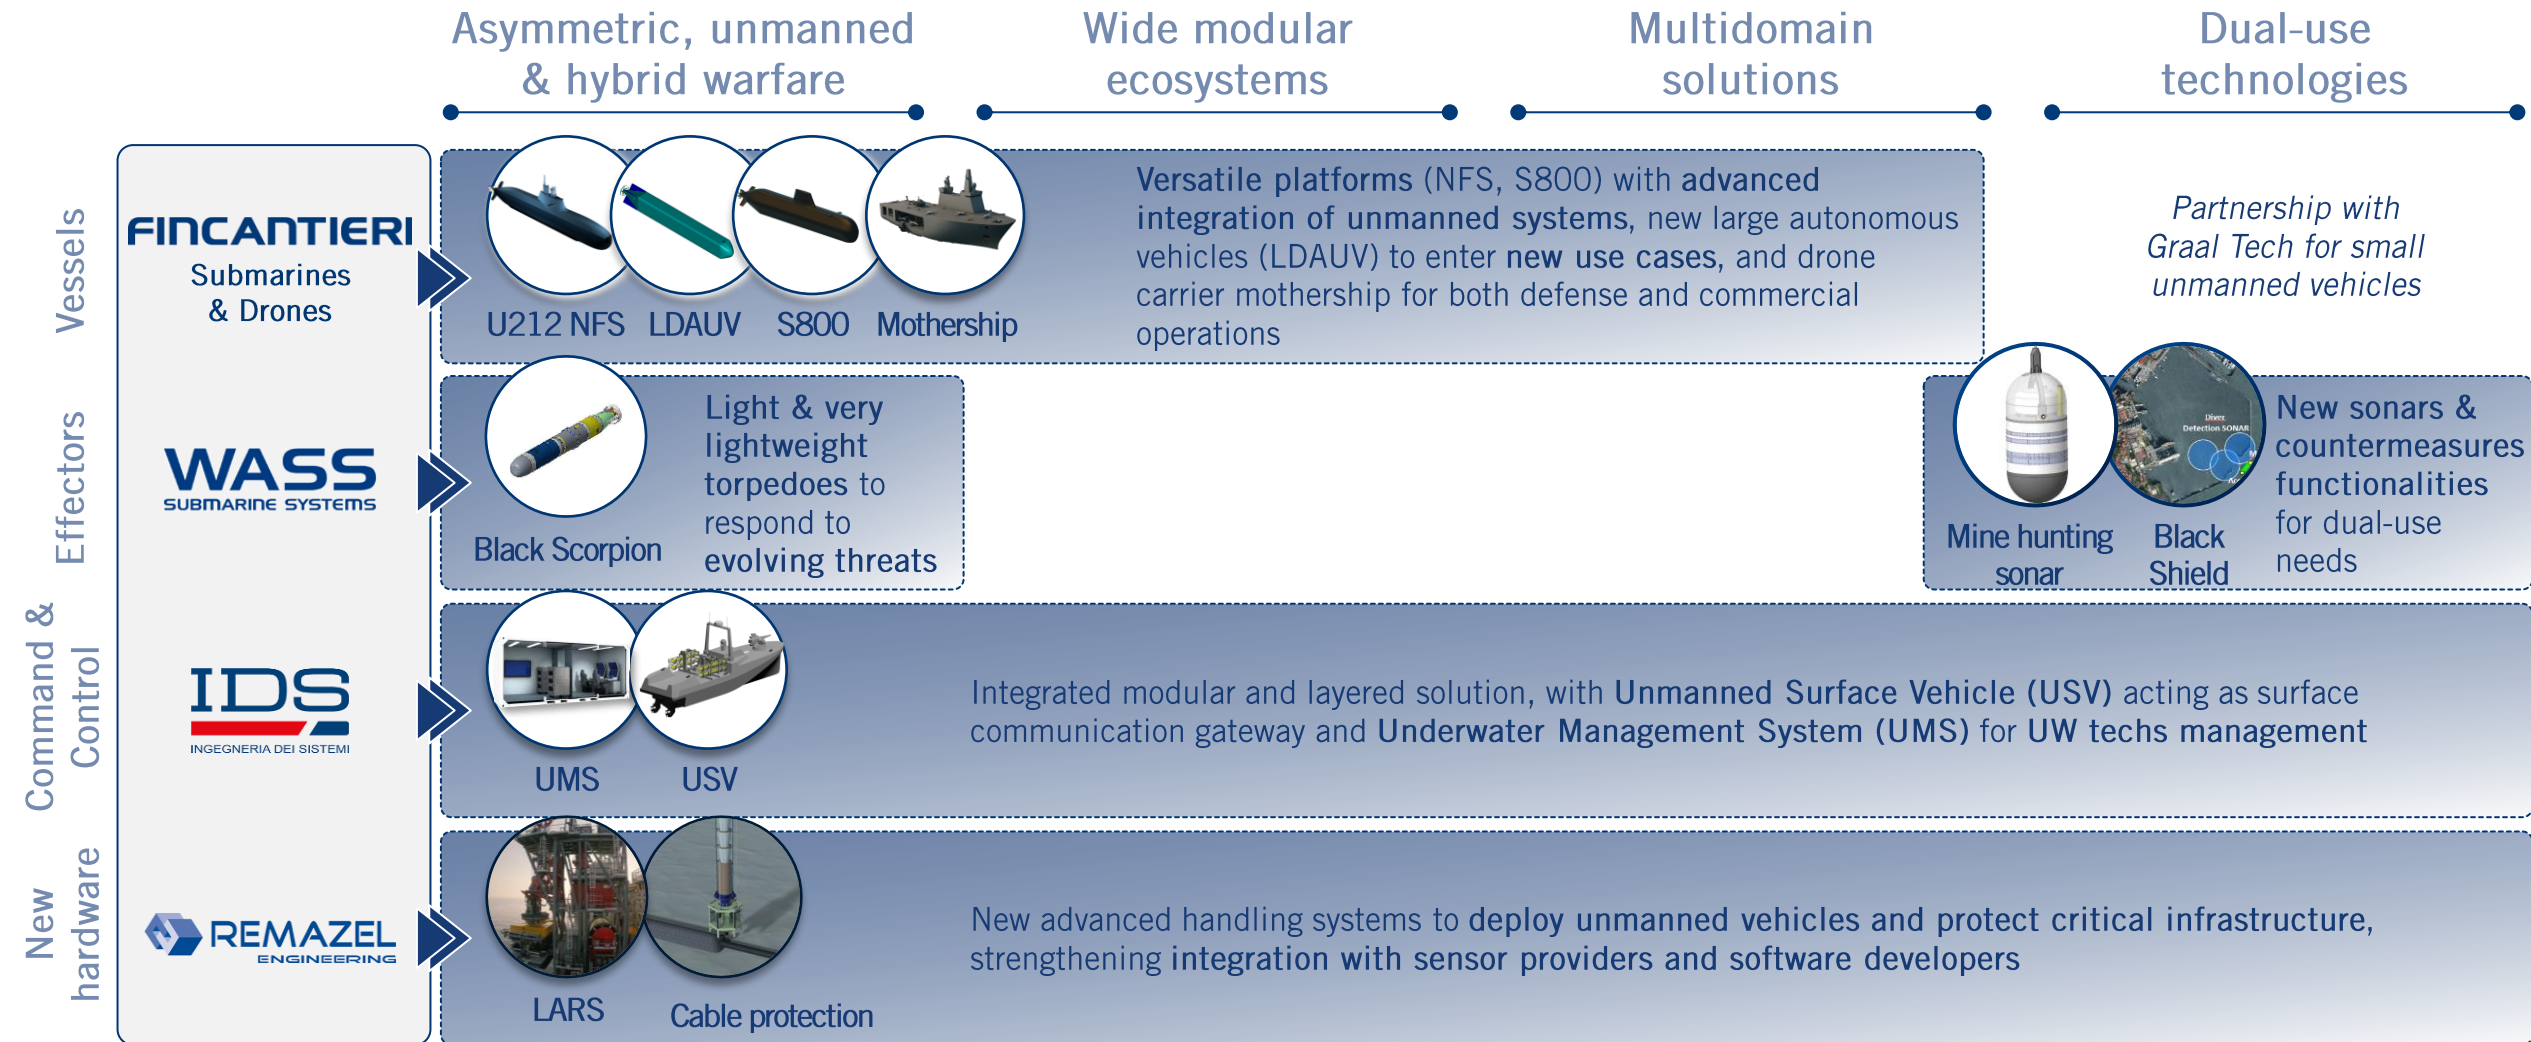 Asymmetric, unmanned
& hybrid warfare
Wide modular
ecosystems
Multidomain
solutions
Dual-use
technologies
Vessels
FINCANTIERI
Submarines
& Drones
U212 NFS
LDAUV
S800
Mothership
Versatile platforms (NFS, S800) with advanced
integration of unmanned systems, new large autonomous
vehicles (LDAUV) to enter new use cases, and drone
carrier mothership for both defense and commercial
operations
Partnership with
Graal Tech for small
unmanned vehicles
Effectors
WASS
SUBMARINE SYSTEMS
Black Scorpion
Light & very
lightweight
torpedoes to
respond to
evolving threats
Diver
Detection SONAR
Mine hunting
sonar
Black
Shield
New sonars &
countermeasures
functionalities
for dual-use
needs
Command &
Control
IDS
INGEGNERIA DEI SISTEMI
UMS
USV
Integrated modular and layered solution, with Unmanned Surface Vehicle (USV) acting as surface
communication gateway and Underwater Management System (UMS) for UW techs management
New
hardware
REMAZEL
ENGINEERING
LARS
Cable protection
New advanced handling systems to deploy unmanned vehicles and protect critical infrastructure,
strengthening integration with sensor providers and software developers